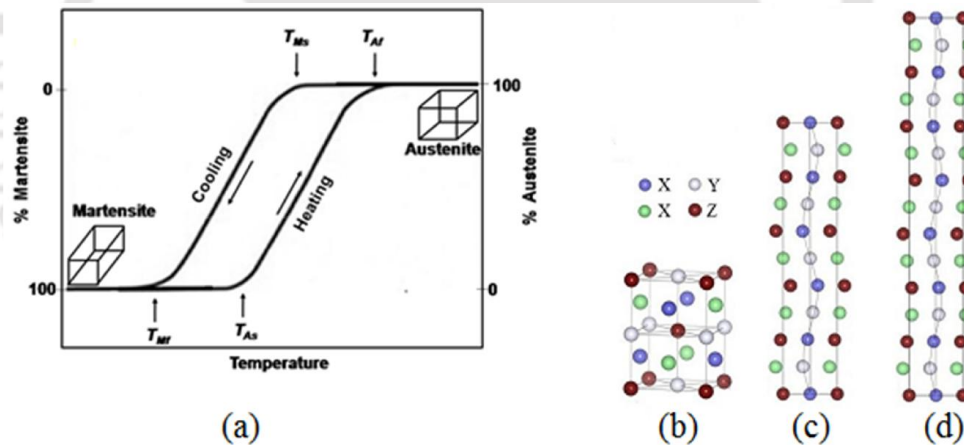 T_Ms T_Af
0 100
Austenite
% Martensite
Cooling
Heating
% Austenite
Martensite
100 0
T_Mf T_As
Temperature
X Y
X Z
(a) (b) (c) (d)